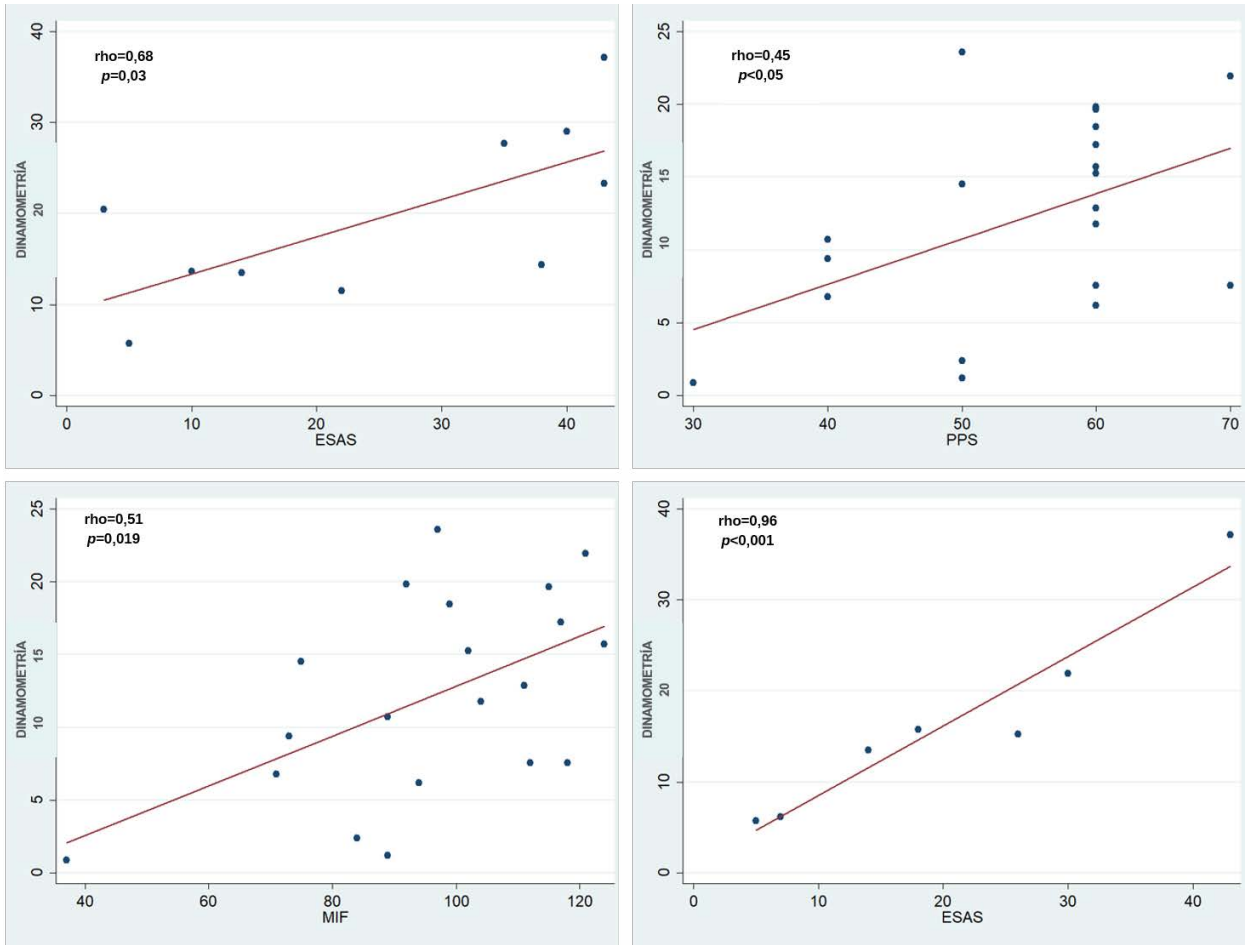 rho=0,68
p=0,03
40
30
20
10
0
DINAMOMETRÍA
0 10 20 30 40
ESAS
rho=0,45
p<0,05
25
20
15
10
5
0
DINAMOMETRÍA
30 40 50 60 70
PPS
rho=0,51
p=0,019
25
20
15
10
5
0
DINAMOMETRÍA
40 60 80 100 120
MIF
rho=0,96
p<0,001
40
30
20
10
0
DINAMOMETRÍA
0 10 20 30 40
ESAS